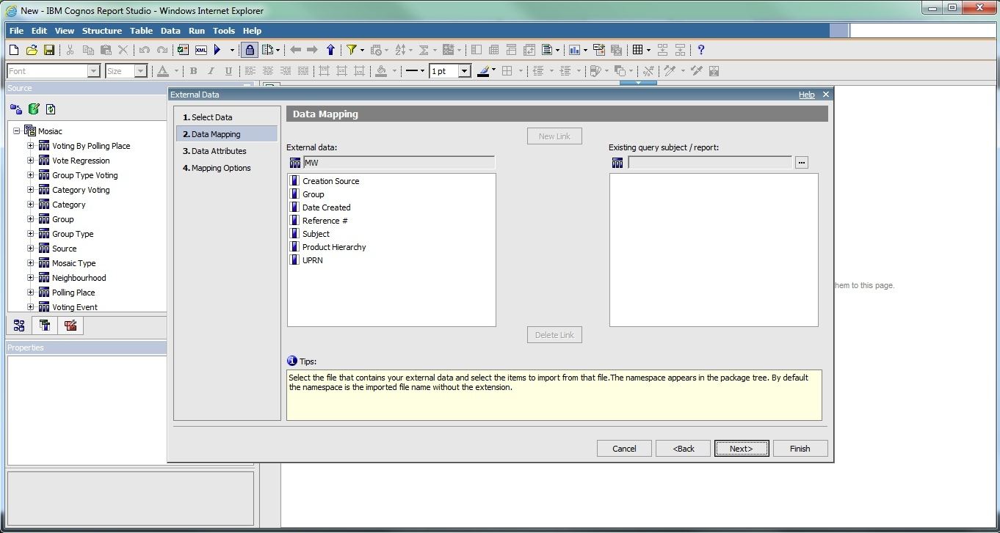 New - IBM Cognos Report Studio - Windows Internet Explorer
File Edit View Structure Table Data Run Tools Help
XML
?
Font Size A B I U 1 pt
Source
External Data Help
Mosiac
Voting By Polling Place
Vote Regression
Group Type Voting
Category Voting
Category
Group
Group Type
Source
Mosaic Type
Neighbourhood
Polling Place
Voting Event
Properties
1. Select Data
2. Data Mapping
3. Data Attributes
4. Mapping Options
Data Mapping
New Link
External data:
MW
Creation Source
Group
Date Created
Reference #
Subject
Product Hierarchy
UPRN
Existing query subject / report:
...
Delete Link
Tips:
Select the file that contains your external data and select the items to import from that file.The namespace appears in the package tree. By default
the namespace is the imported file name without the extension.
Cancel <Back Next> Finish
hem to this page.